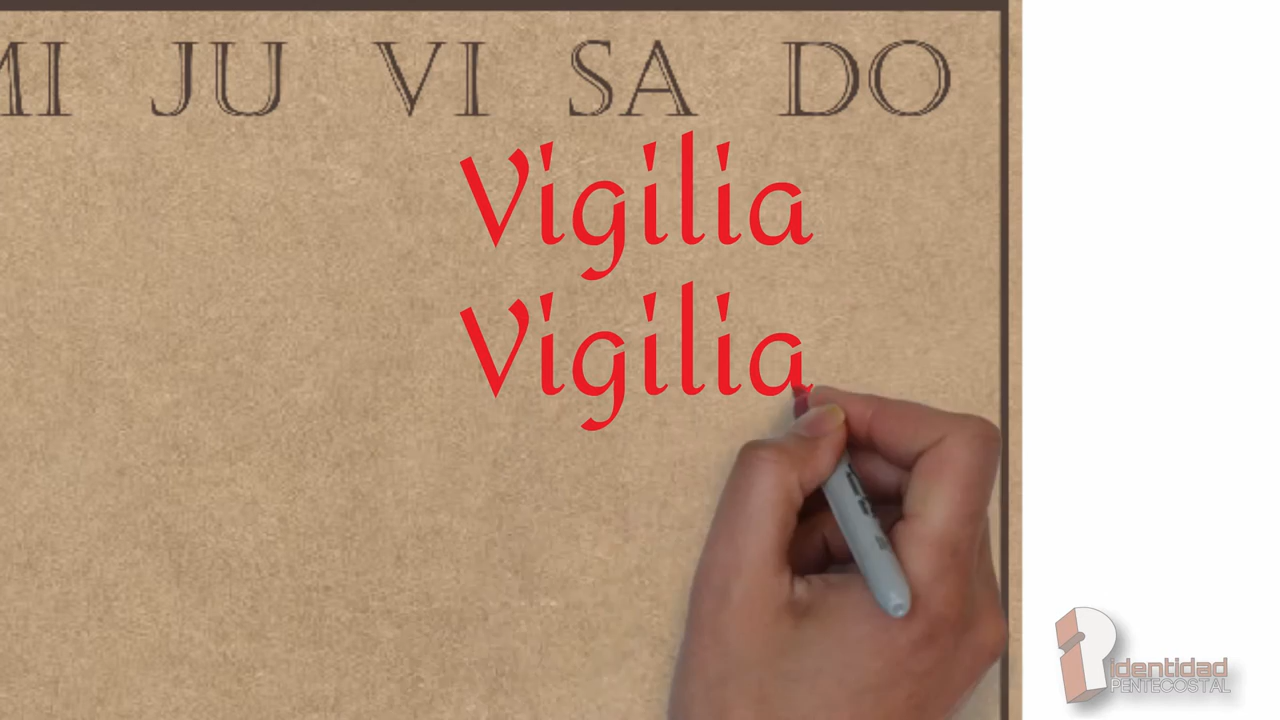 MI JU VI SA DO
Vigilia
Vigilia
identidad
PENTECOSTAL